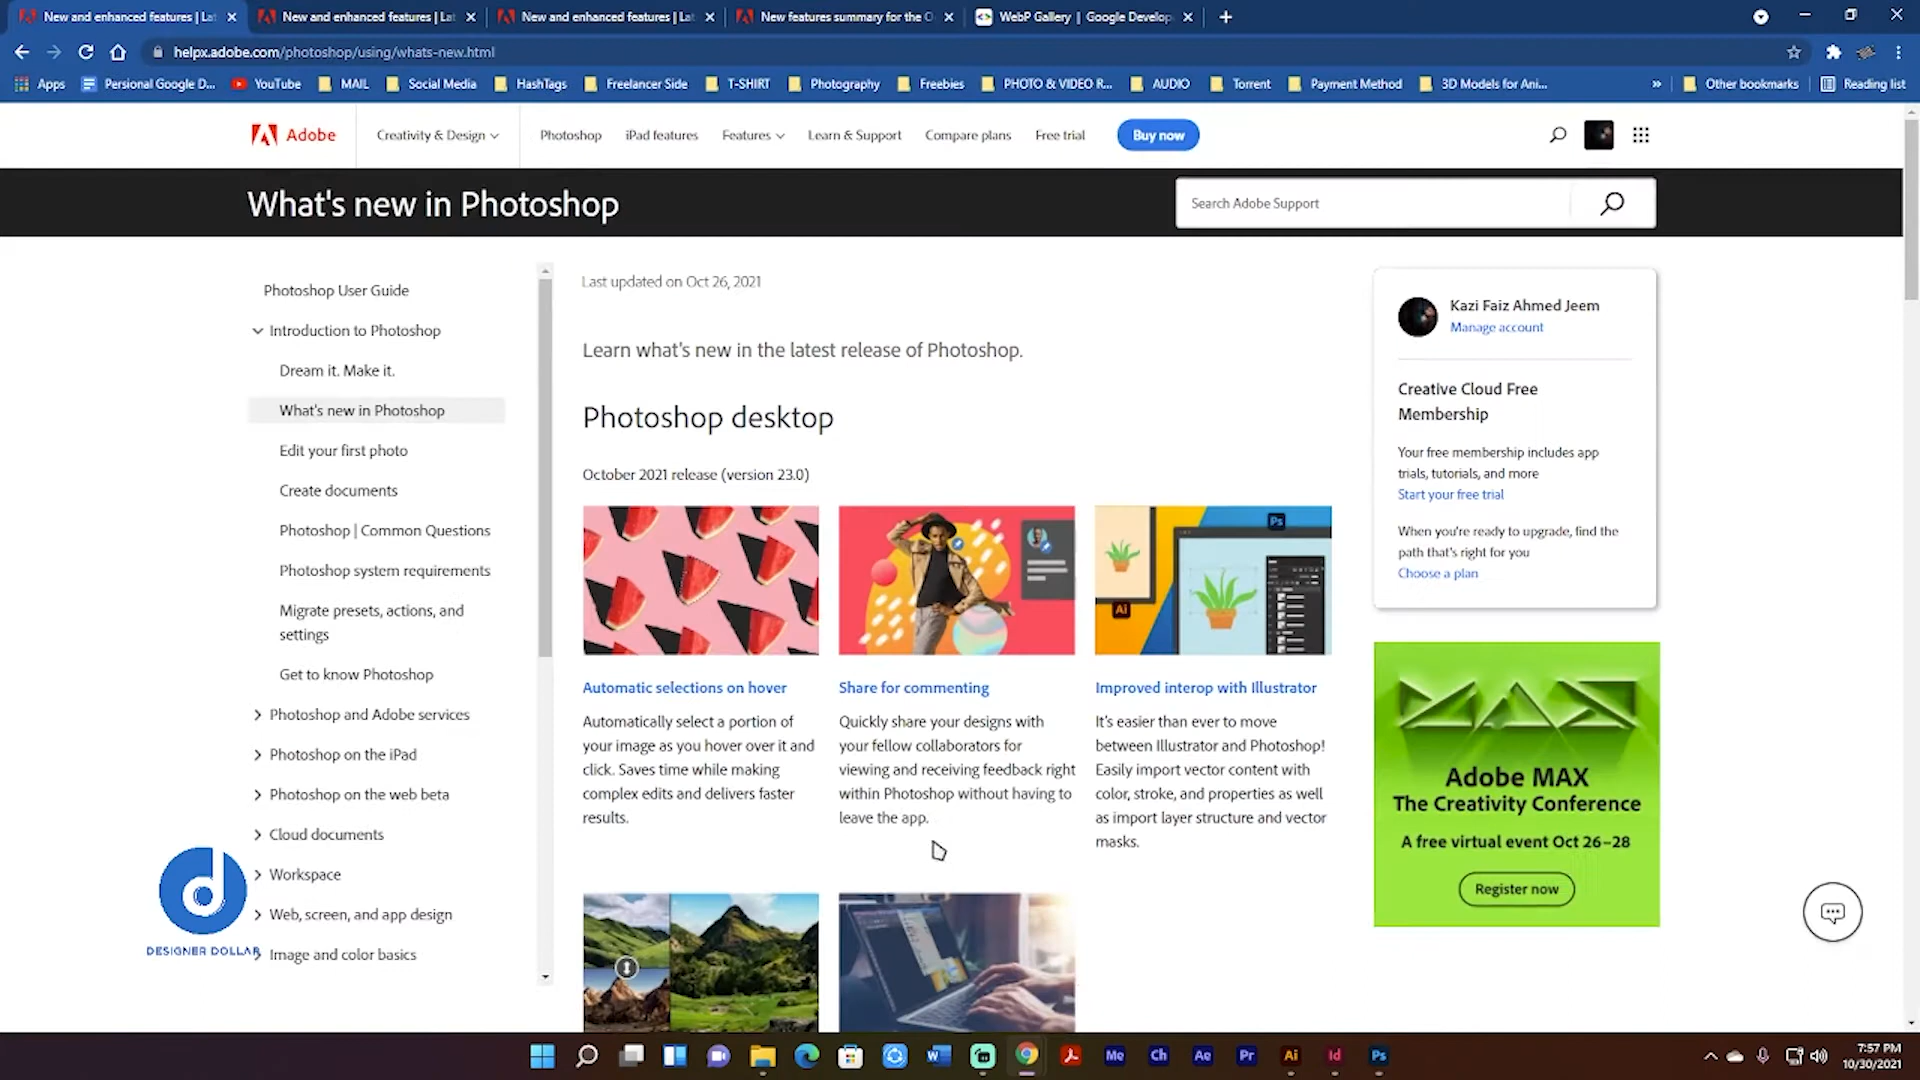 New and enhanced features | Lat
New and enhanced features | Lat
New and enhanced features | Lat
New features summary for the O
WebP Gallery | Google Develop
helpx.adobe.com/photoshop/using/whats-new.html
Apps
Persional Google D...
YouTube
MAIL
Social Media
HashTags
Freelancer Side
T-SHIRT
Photography
Freebies
PHOTO & VIDEO R...
AUDIO
Torrent
Payment Method
3D Models for Ani...
»
Other bookmarks
Reading list
Adobe
Creativity & Design
Photoshop
iPad features
Features
Learn & Support
Compare plans
Free trial
Buy now
What's new in Photoshop
Search Adobe Support
Photoshop User Guide
Introduction to Photoshop
Dream it. Make it.
What's new in Photoshop
Edit your first photo
Create documents
Photoshop | Common Questions
Photoshop system requirements
Migrate presets, actions, and
settings
Get to know Photoshop
Photoshop and Adobe services
Photoshop on the iPad
Photoshop on the web beta
Cloud documents
Workspace
Web, screen, and app design
Image and color basics
DESIGNER DOLLAR
Last updated on Oct 26, 2021
Learn what's new in the latest release of Photoshop.
Photoshop desktop
October 2021 release (version 23.0)
Ps
Ai
Automatic selections on hover
Automatically select a portion of
your image as you hover over it and
click. Saves time while making
complex edits and delivers faster
results.
Share for commenting
Quickly share your designs with
your fellow collaborators for
viewing and receiving feedback right
within Photoshop without having to
leave the app.
Improved interop with Illustrator
It's easier than ever to move
between Illustrator and Photoshop!
Easily import vector content with
color, stroke, and properties as well
as import layer structure and vector
masks.
Kazi Faiz Ahmed Jeem
Manage account
Creative Cloud Free
Membership
Your free membership includes app
trials, tutorials, and more
Start your free trial
When you're ready to upgrade, find the
path that's right for you
Choose a plan
MAX
Adobe MAX
The Creativity Conference
A free virtual event Oct 26–28
Register now
Me
Ch
Ae
Pr
Ai
Id
Ps
7:57 PM
10/30/2021